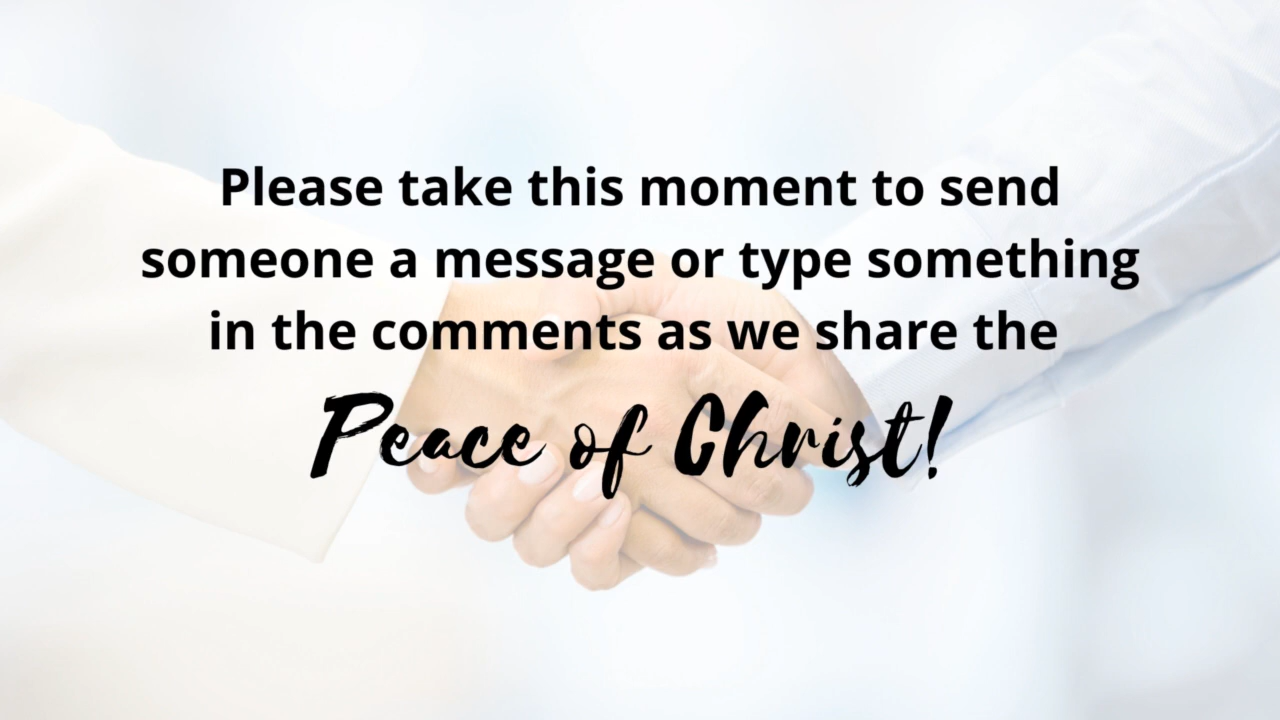 Please take this moment to send
someone a message or type something
in the comments as we share the
Peace of Christ!